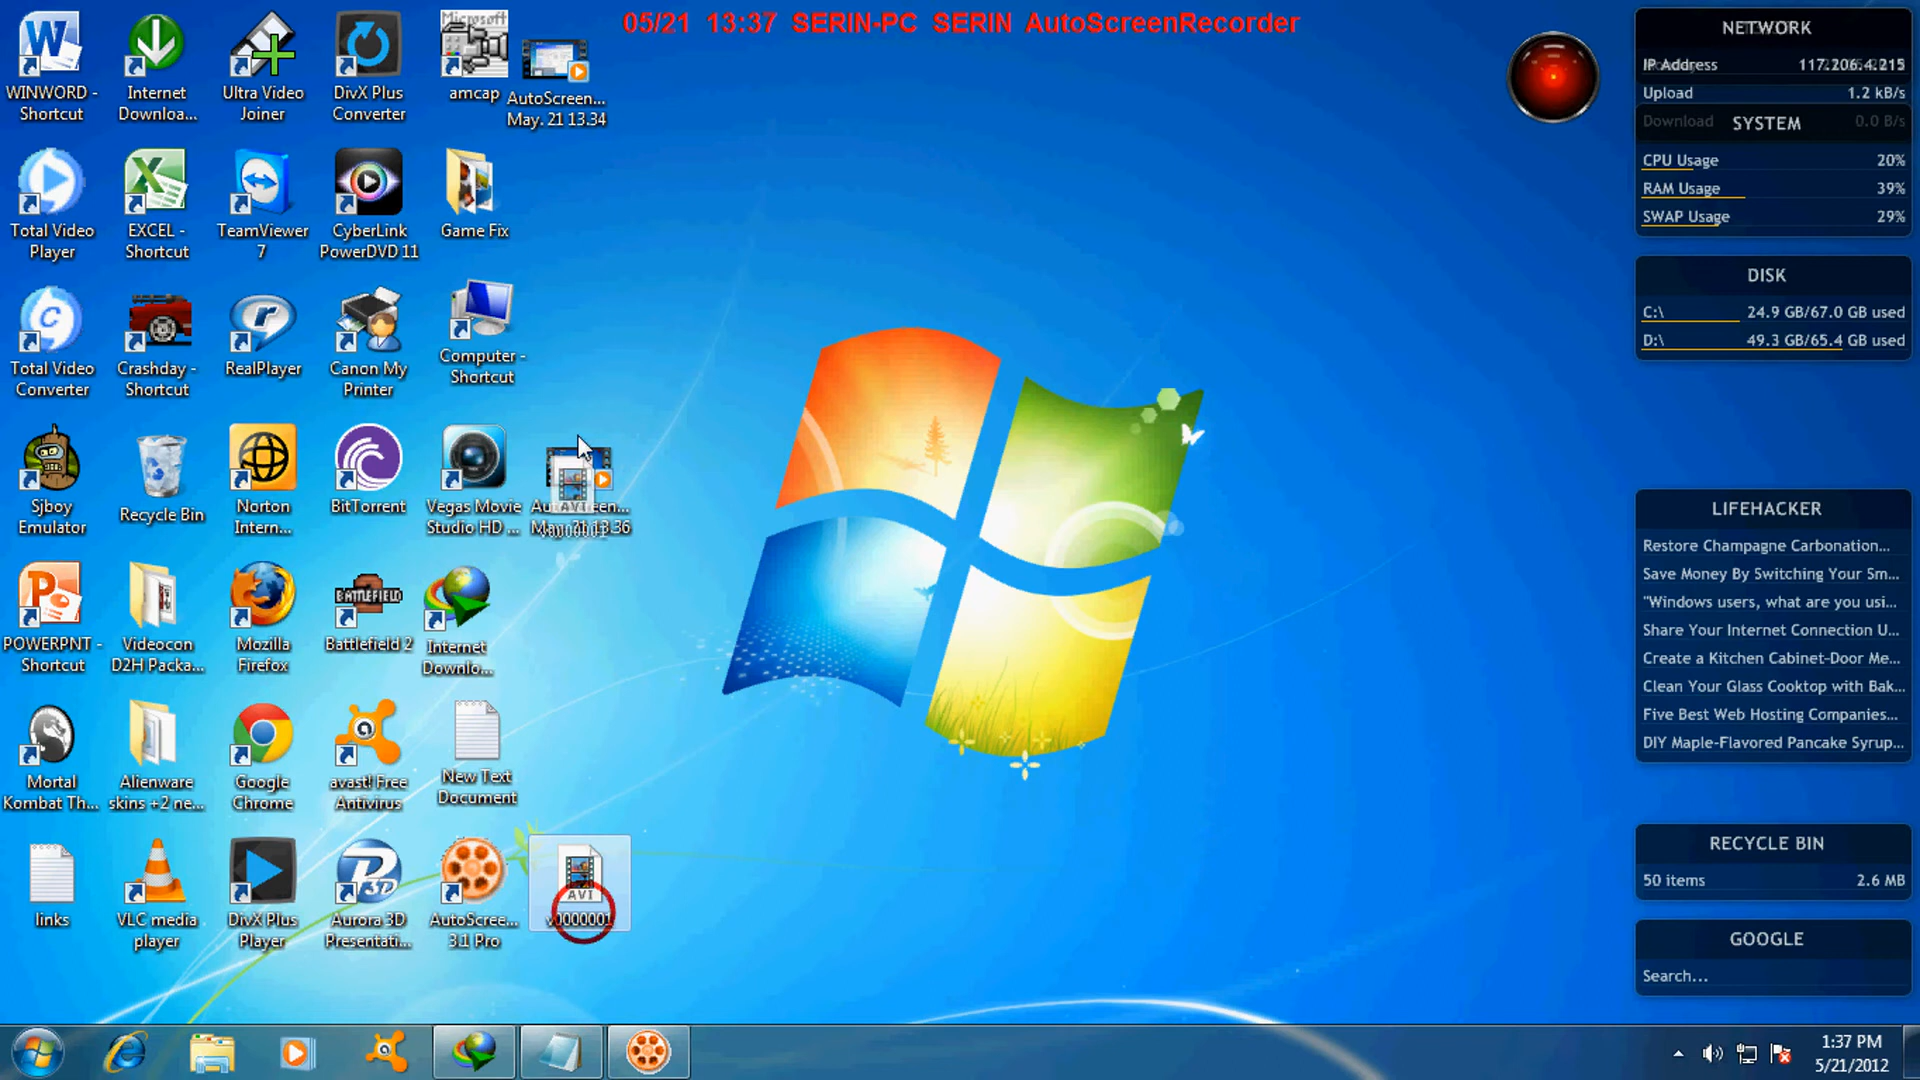 05/21 13:37 SERIN-PC SERIN AutoScreenRecorder
WINWORD -
Shortcut
Internet
Downloa...
Ultra Video
Joiner
DivX Plus
Converter
Microsoft
amcap
AutoScreen...
May. 21 13.34
Total Video
Player
EXCEL -
Shortcut
TeamViewer
7
CyberLink
PowerDVD 11
Game Fix
Total Video
Converter
Crashday -
Shortcut
RealPlayer
Canon My
Printer
Computer -
Shortcut
Sjboy
Emulator
Recycle Bin
Norton
Intern...
BitTorrent
Vegas Movie
Studio HD ...
POWERPNT -
Shortcut
Videocon
D2H Packa...
Mozilla
Firefox
BATTLEFIELD
Battlefield 2
Internet
Downlo...
Mortal
Kombat Th...
Alienware
skins +2 ne...
Google
Chrome
avast! Free
Antivirus
New Text
Document
links
VLC media
player
DivX Plus
Player
Aurora 3D
Presentati...
AutoScree...
3.1 Pro
AVI
v0000001
NETWORK
IP Address 117.206.4.215
Upload 1.2 kB/s
Download 0.0 B/s
SYSTEM
CPU Usage 20%
RAM Usage 39%
SWAP Usage 29%
DISK
C:\ 24.9 GB/67.0 GB used
D:\ 49.3 GB/65.4 GB used
LIFEHACKER
Restore Champagne Carbonation...
Save Money By Switching Your Sm...
"Windows users, what are you usi...
Share Your Internet Connection U...
Create a Kitchen Cabinet-Door Me...
Clean Your Glass Cooktop with Bak...
Five Best Web Hosting Companies...
DIY Maple-Flavored Pancake Syrup...
RECYCLE BIN
50 items 2.6 MB
GOOGLE
Search...
1:37 PM
5/21/2012